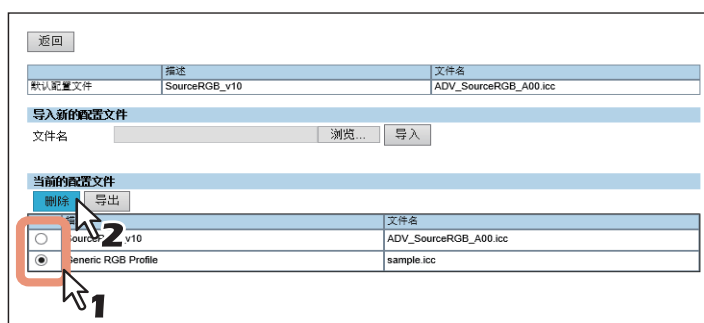 返回
描述 文件名
默认配置文件 SourceRGB_v10 ADV_SourceRGB_A00.icc
导入新的配置文件
文件名 浏览... 导入
当前的配置文件
删除 导出
2
文件名
v10 ADV_SourceRGB_A00.icc
Generic RGB Profile sample.icc
1